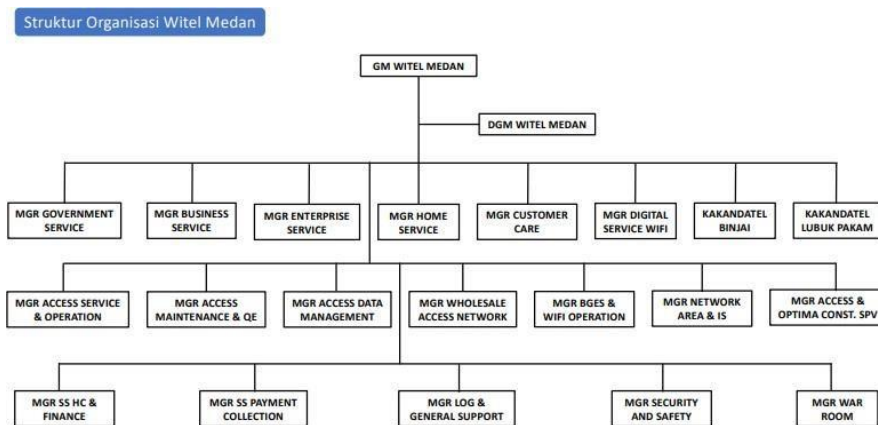 Struktur Organisasi Witel Medan
GM WITEL MEDAN
DGM WITEL MEDAN
MGR GOVERNMENT
SERVICE
MGR BUSINESS
SERVICE
MGR ENTERPRISE
SERVICE
MGR HOME
SERVICE
MGR CUSTOMER
CARE
MGR DIGITAL
SERVICE WIFI
KAKANDATEL
BINJAI
KAKANDATEL
LUBUK PAKAM
MGR ACCESS SERVICE
& OPERATION
MGR ACCESS
MAINTENANCE & QE
MGR ACCESS DATA
MANAGEMENT
MGR WHOLESALE
ACCESS NETWORK
MGR BGES &
WIFI OPERATION
MGR NETWORK
AREA & IS
MGR ACCESS &
OPTIMA CONST. SPV
MGR SS HC &
FINANCE
MGR SS PAYMENT
COLLECTION
MGR LOG &
GENERAL SUPPORT
MGR SECURITY
AND SAFETY
MGR WAR
ROOM